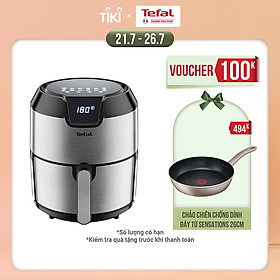 TiKi × Tefal
21.7 - 26.7
VOUCHER 100K
494K
Tefal
180
CHẢO CHIÊN CHỐNG DÍNH
ĐÁY TỪ SENSATIONS 26CM
*Số lượng có hạn
*Kiểm tra quà tặng trước khi thanh toán